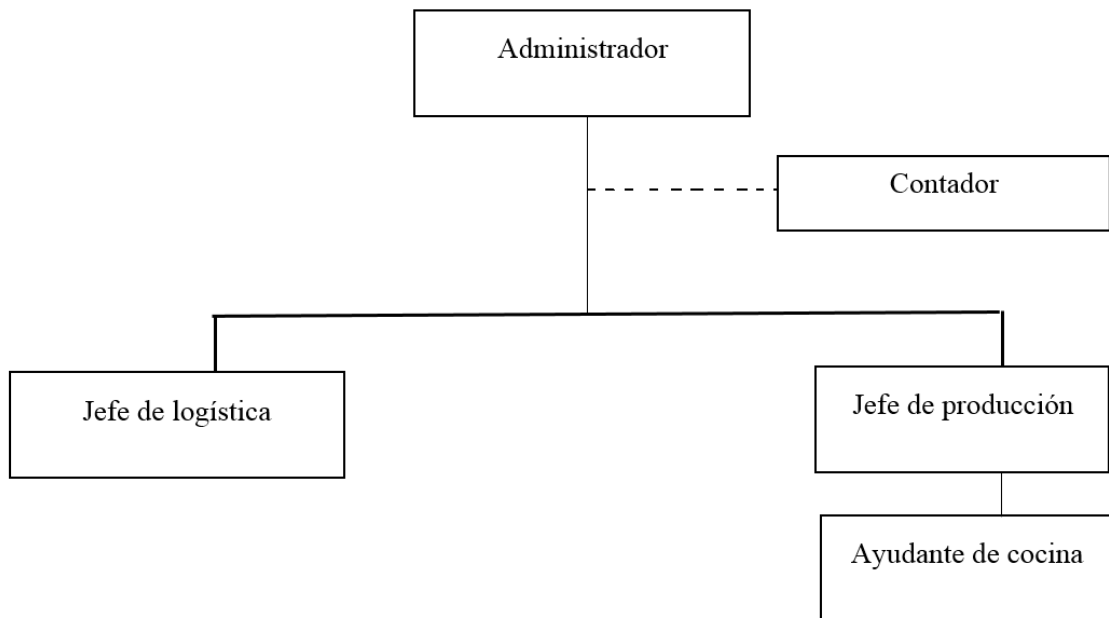 Administrador
Contador
Jefe de logística
Jefe de producción
Ayudante de cocina